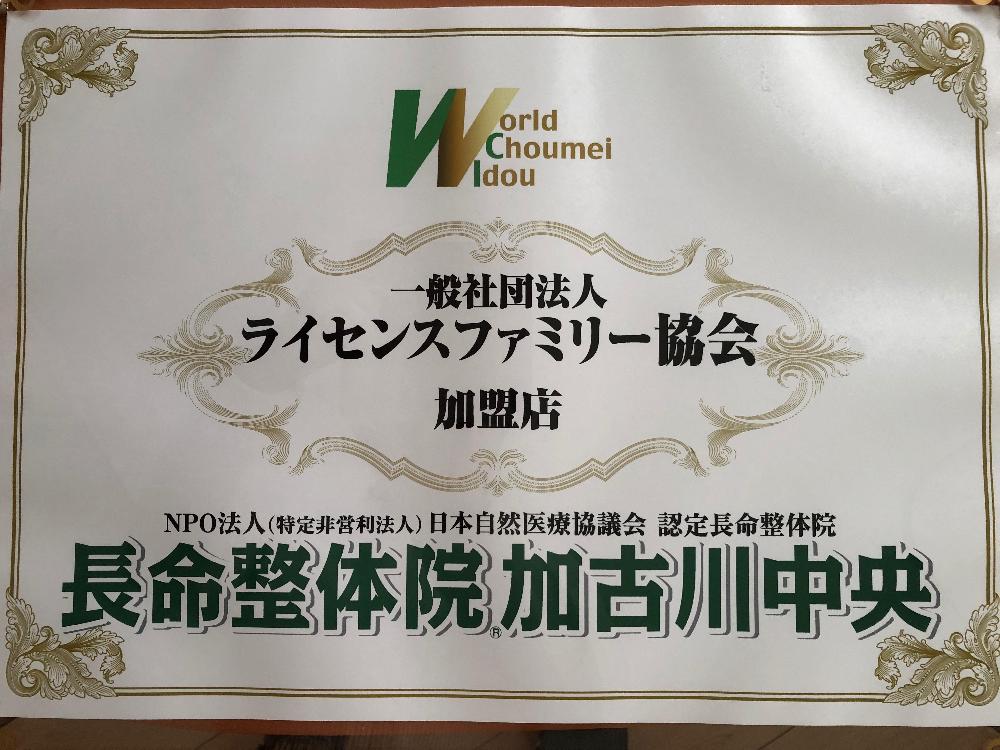 World
Choumei
Idou
一般社団法人
ライセンスファミリー協会
加盟店
NPO法人(特定非営利法人)日本自然医療協議会 認定長命整体院
長命整体院®加古川中央